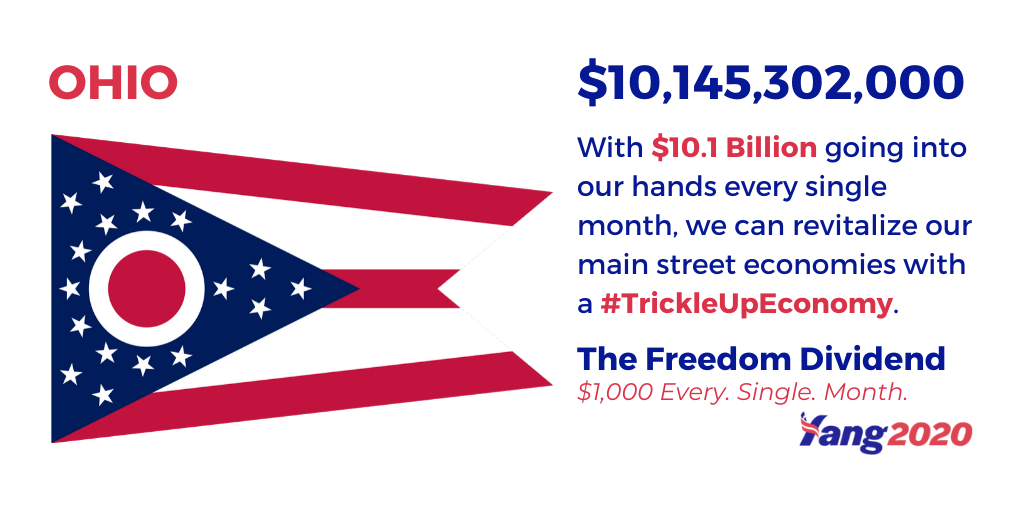 OHIO
$10,145,302,000
With $10.1 Billion going into
our hands every single
month, we can revitalize our
main street economies with
a #TrickleUpEconomy.
The Freedom Dividend
$1,000 Every. Single. Month.
Yang2020